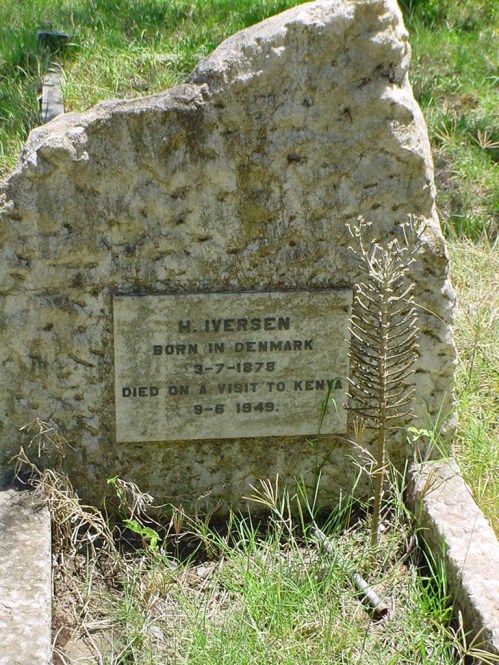 H. IVERSEN
BORN IN DENMARK
3-7-1878
DIED ON A VISIT TO KENYA
9-6 1949.